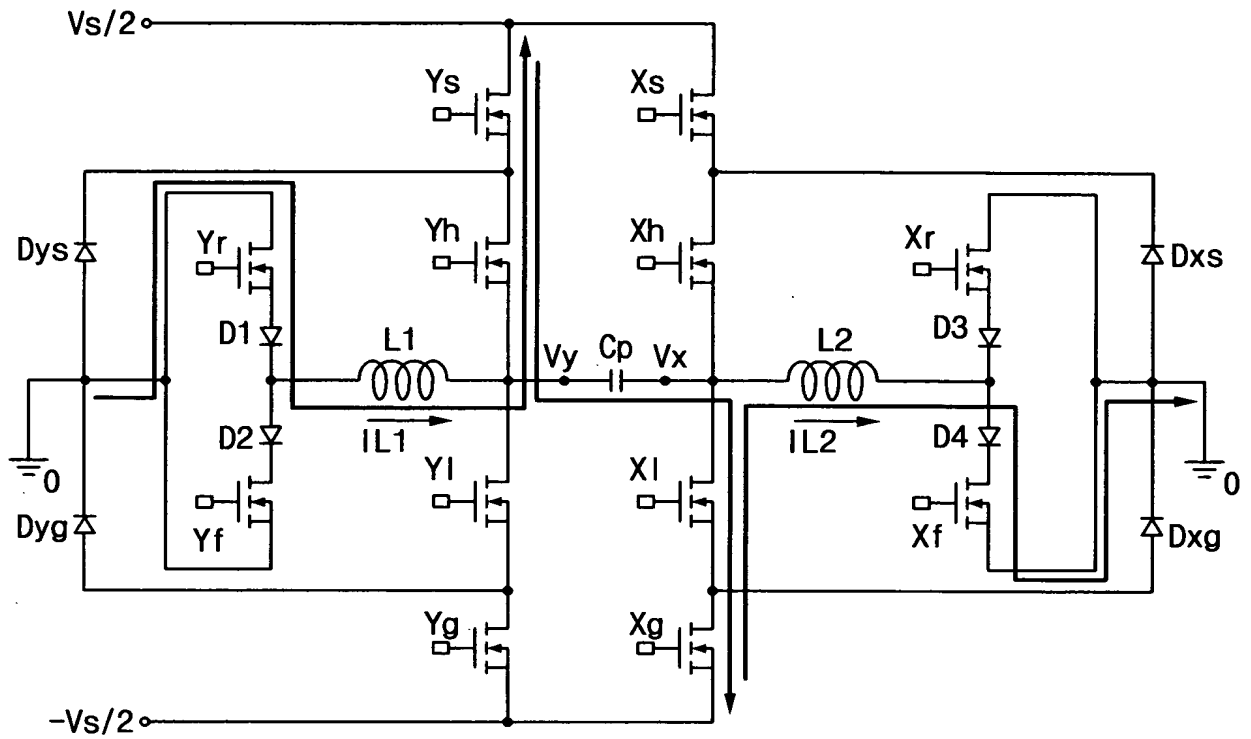 Vs/2
Ys
Xs
Dys
Yr
Yh
Xh
Xr
Dxs
D1
L1
Vy
Cp
Vx
L2
D3
D2
IL1
IL2
D4
0
Yl
Xl
0
Dyg
Yf
Xf
Dxg
Yg
Xg
-Vs/2